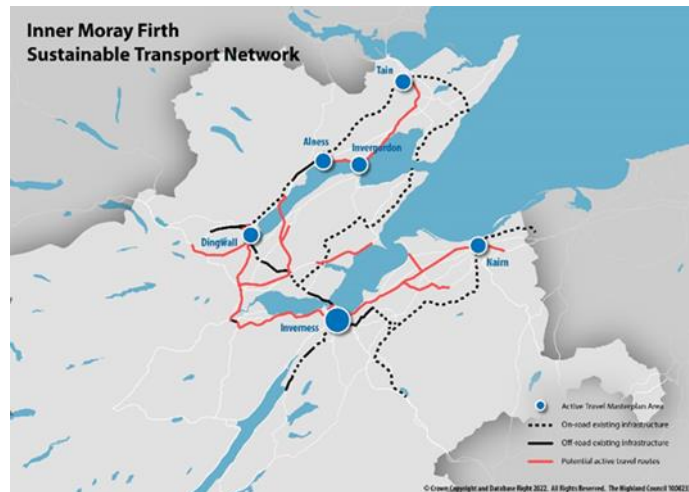 Inner Moray Firth
Sustainable Transport Network
Tain
Alness
Invergordon
Dingwall
Nairn
Inverness
Active Travel Masterplan Area
On-road existing infrastructure
Off-road existing infrastructure
Potential active travel routes
© Crown Copyright and Database Right 2022. All Rights Reserved. The Highland Council